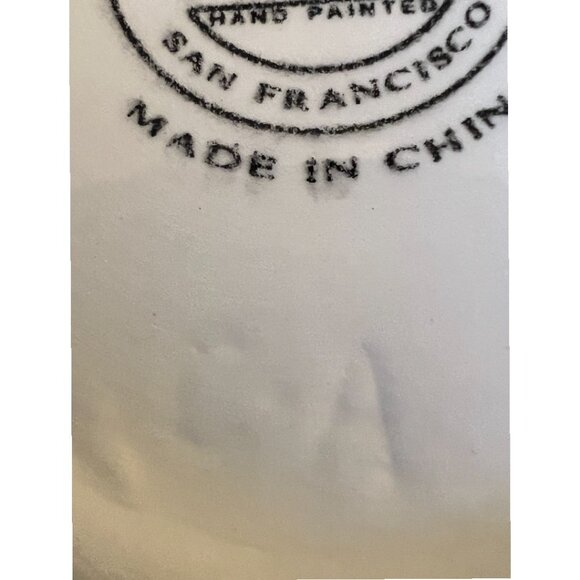 HAND PAINTED
SAN FRANCISCO
MADE IN CHIN